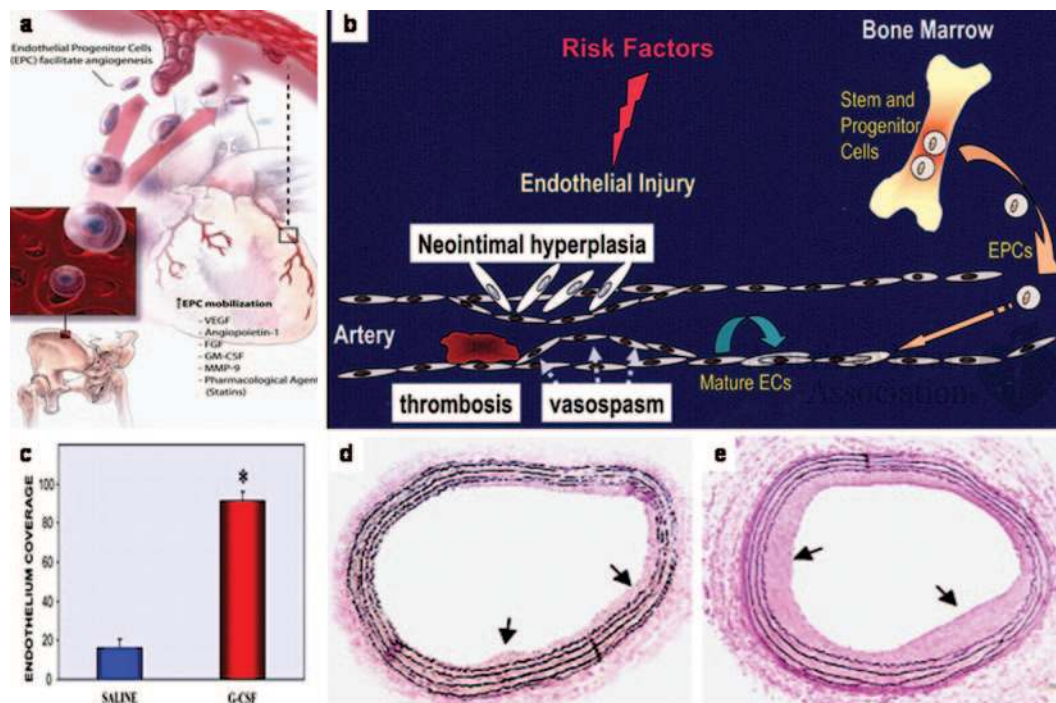 a
Endothelial Progenitor Cells
(EPC) facilitate angiogenesis
↑EPC mobilization
- VEGF
- Angiopoietin-1
- FGF
- GM-CSF
- MMP-9
- Pharmacological Agent
(Statins)
b
Risk Factors
Endothelial Injury
Bone Marrow
Stem and
Progenitor
Cells
EPCs
Neointimal hyperplasia
Artery
Mature ECs
thrombosis
vasospasm
Associations
c
ENDOTHELIUM COVERAGE
100
80
60
40
20
0
*
SALINE
G-CSF
d
e